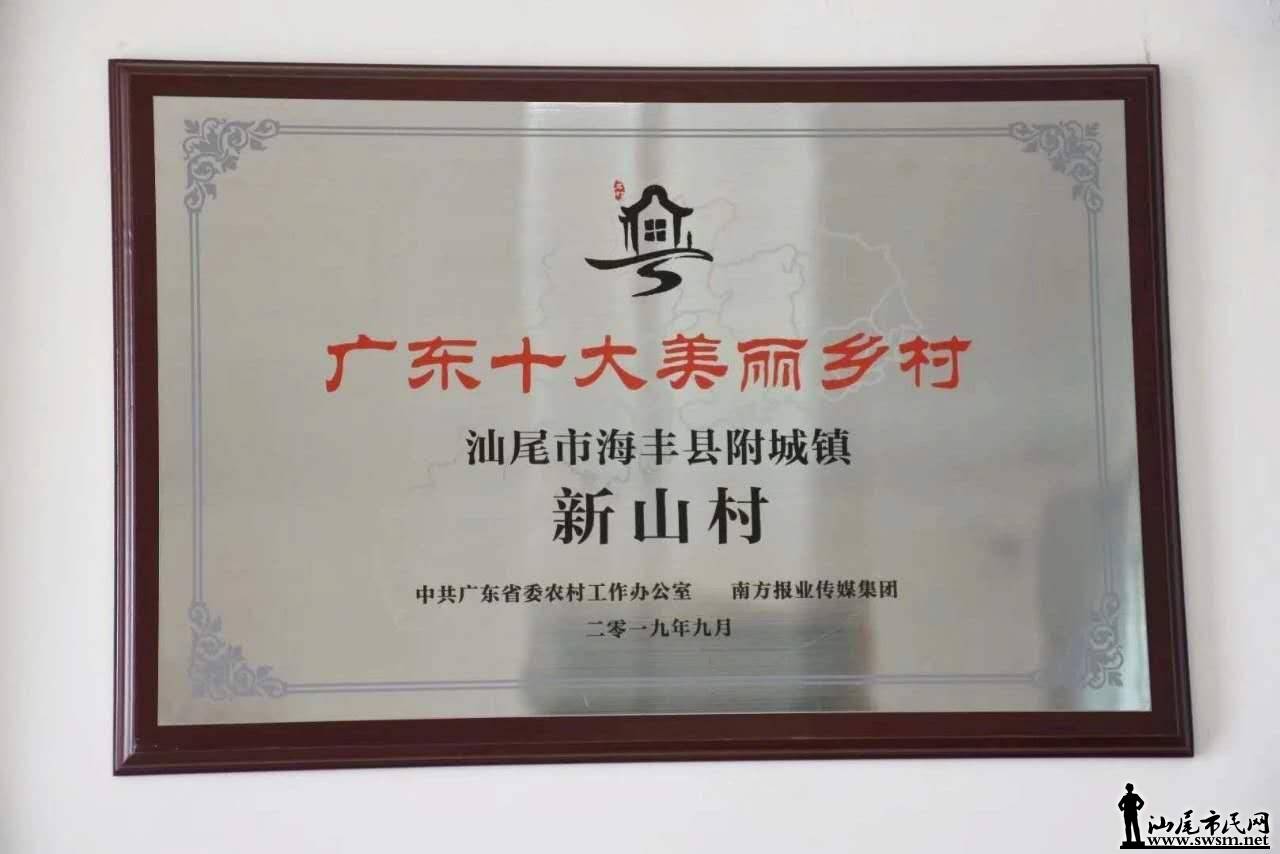 广东十大美丽乡村
汕尾市海丰县附城镇
新山村
中共广东省委农村工作办公室 南方报业传媒集团
二零一九年九月
汕尾市民网
www.swsm.net